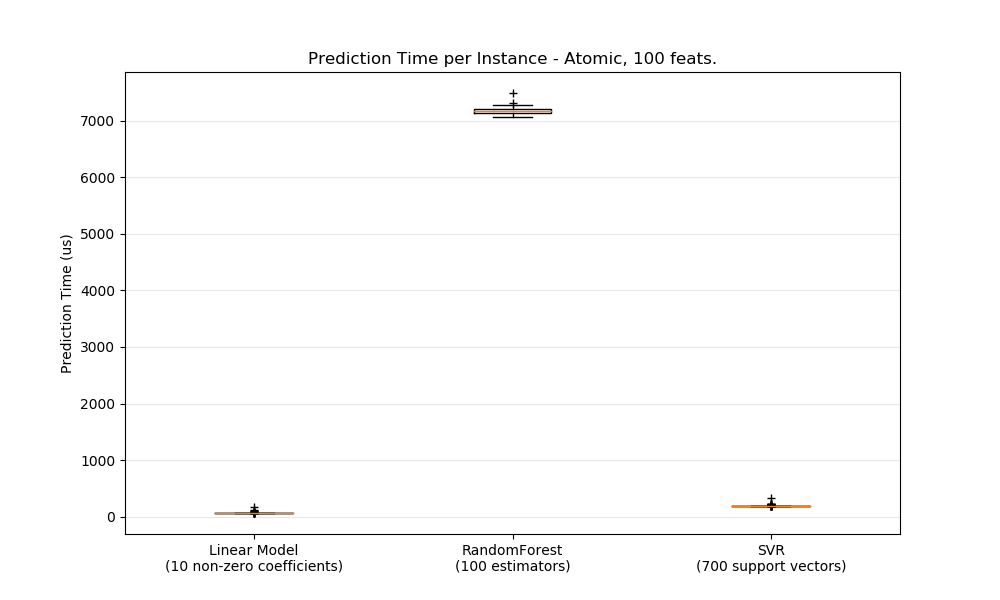 Prediction Time per Instance - Atomic, 100 feats.
Prediction Time (us)
7000
6000
5000
4000
3000
2000
1000
0
Linear Model
(10 non-zero coefficients)
RandomForest
(100 estimators)
SVR
(700 support vectors)